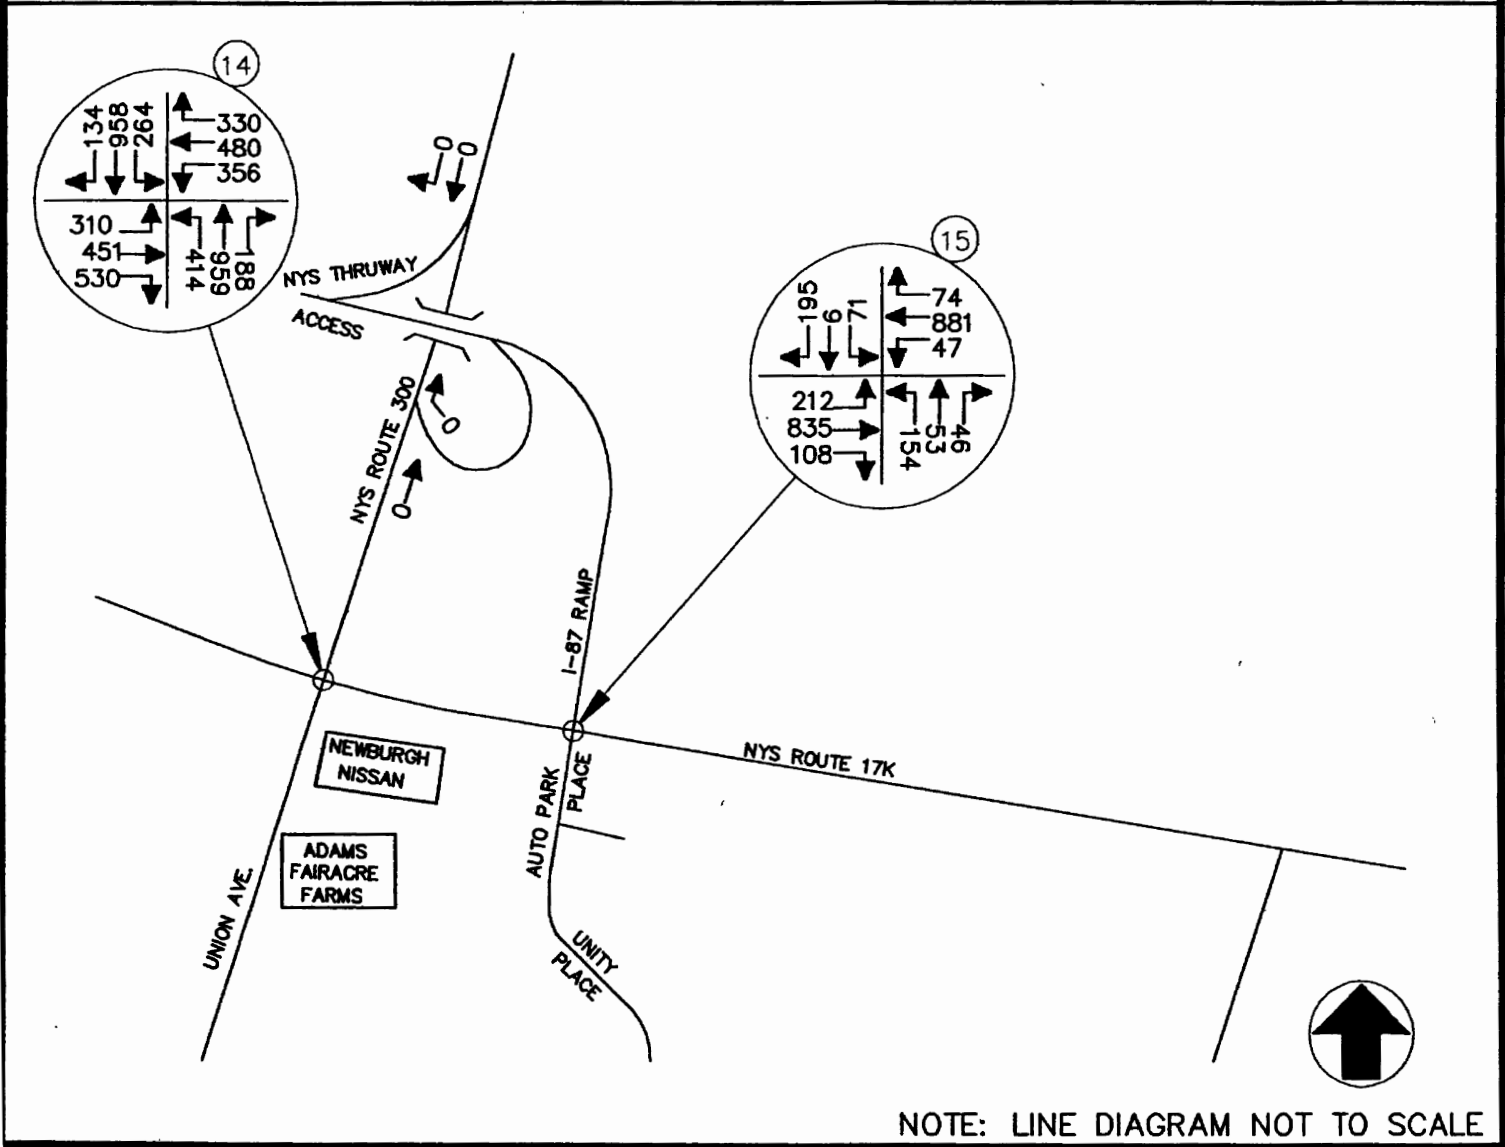 14
134
958
264
330
480
356
310
451
530
414
959
188
0
0
NYS THRUWAY
ACCESS
NYS ROUTE 300
0
0
15
195
6
71
74
881
47
212
835
108
154
53
46
I-87 RAMP
NEWBURGH
NISSAN
ADAMS
FAIRACRE
FARMS
UNION AVE.
AUTO PARK
PLACE
NYS ROUTE 17K
UNITY
PLACE
NOTE: LINE DIAGRAM NOT TO SCALE